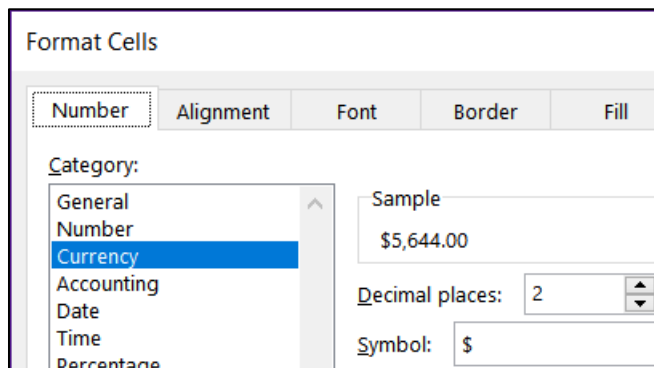 Format Cells
Number Alignment Font Border Fill
Category:
General
Number
Currency
Accounting
Date
Time
Percentage
Sample
$5,644.00
Decimal places: 2
Symbol: $